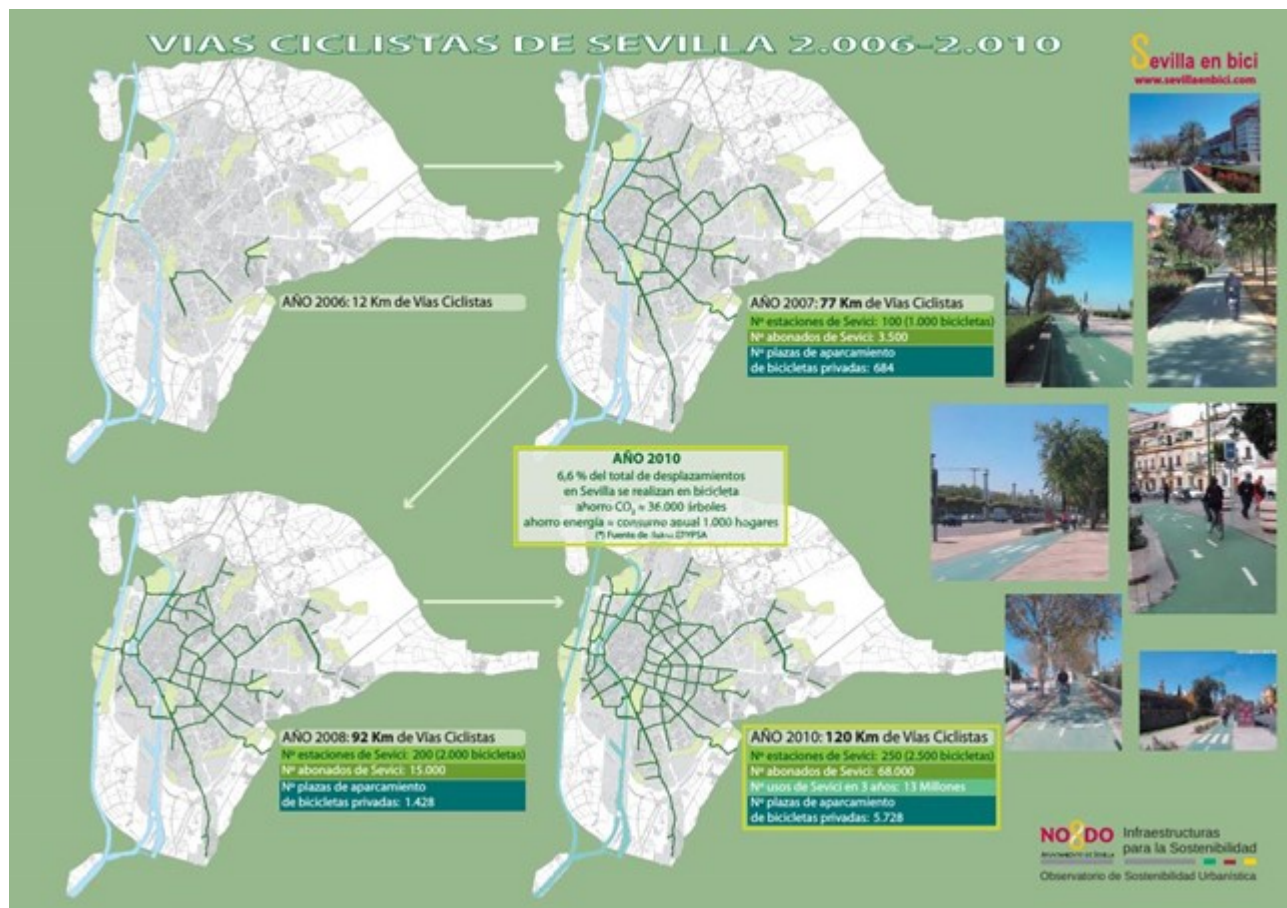 VIAS CICLISTAS DE SEVILLA 2.006-2.010
Sevilla en bici
www.sevillaenbici.com
AÑO 2006: 12 Km de Vías Ciclistas
AÑO 2007: 77 Km de Vías Ciclistas
Nº estaciones de Sevici: 100 (1.000 bicicletas)
Nº abonados de Sevici: 3.500
Nº plazas de aparcamiento
de bicicletas privadas: 684
AÑO 2010
6,6 % del total de desplazamientos
en Sevilla se realizan en bicicleta
ahorro CO₂ ≈ 36.000 árboles
ahorro energía ≈ consumo anual 1.000 hogares
(*) Fuente de
AÑO 2008: 92 Km de Vías Ciclistas
Nº estaciones de Sevici: 200 (2.000 bicicletas)
Nº abonados de Sevici: 15.000
Nº plazas de aparcamiento
de bicicletas privadas: 1.428
AÑO 2010: 120 Km de Vías Ciclistas
Nº estaciones de Sevici: 250 (2.500 bicicletas)
Nº abonados de Sevici: 68.000
Nº usos de Sevici en 3 años: 13 Millones
Nº plazas de aparcamiento
de bicicletas privadas: 5.728
NO8DO
AYUNTAMIENTO DE SEVILLA
Infraestructuras
para la Sostenibilidad
Observatorio de Sostenibilidad Urbanística